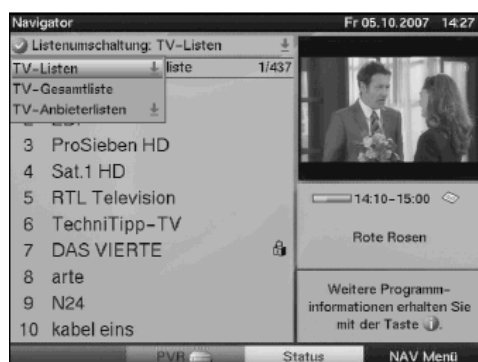 Navigator
Fr 05.10.2007 14:27
Listenumschaltung: TV-Listen
TV-Listen
liste 1/437
TV-Gesamtliste
TV-Anbieterlisten
3 ProSieben HD
4 Sat.1 HD
5 RTL Television
6 TechniTipp-TV
7 DAS VIERTE
8 arte
9 N24
10 kabel eins
14:10-15:00
Rote Rosen
Weitere Programm-
informationen erhalten Sie
mit der Taste i.
PVR
Status
NAV Menü